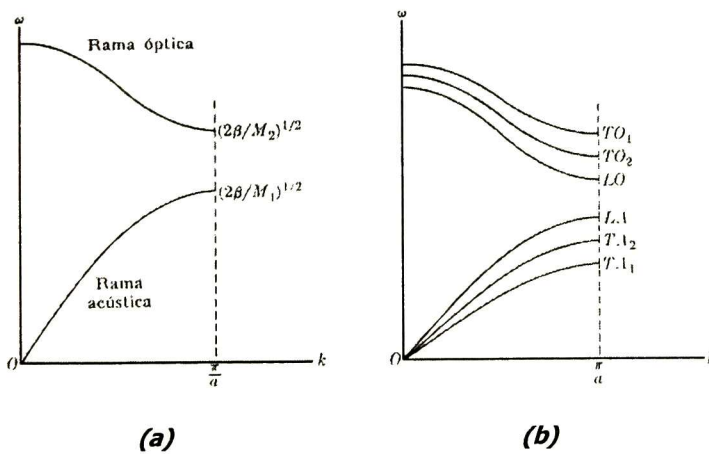 ω
Rama óptica
(2β/M₂)^1/2
(2β/M₁)^1/2
Rama
acústica
O
π/a
k
(a)
ω
TO₁
TO₂
LO
LA
TA₂
TA₁
O
π
a
(b)